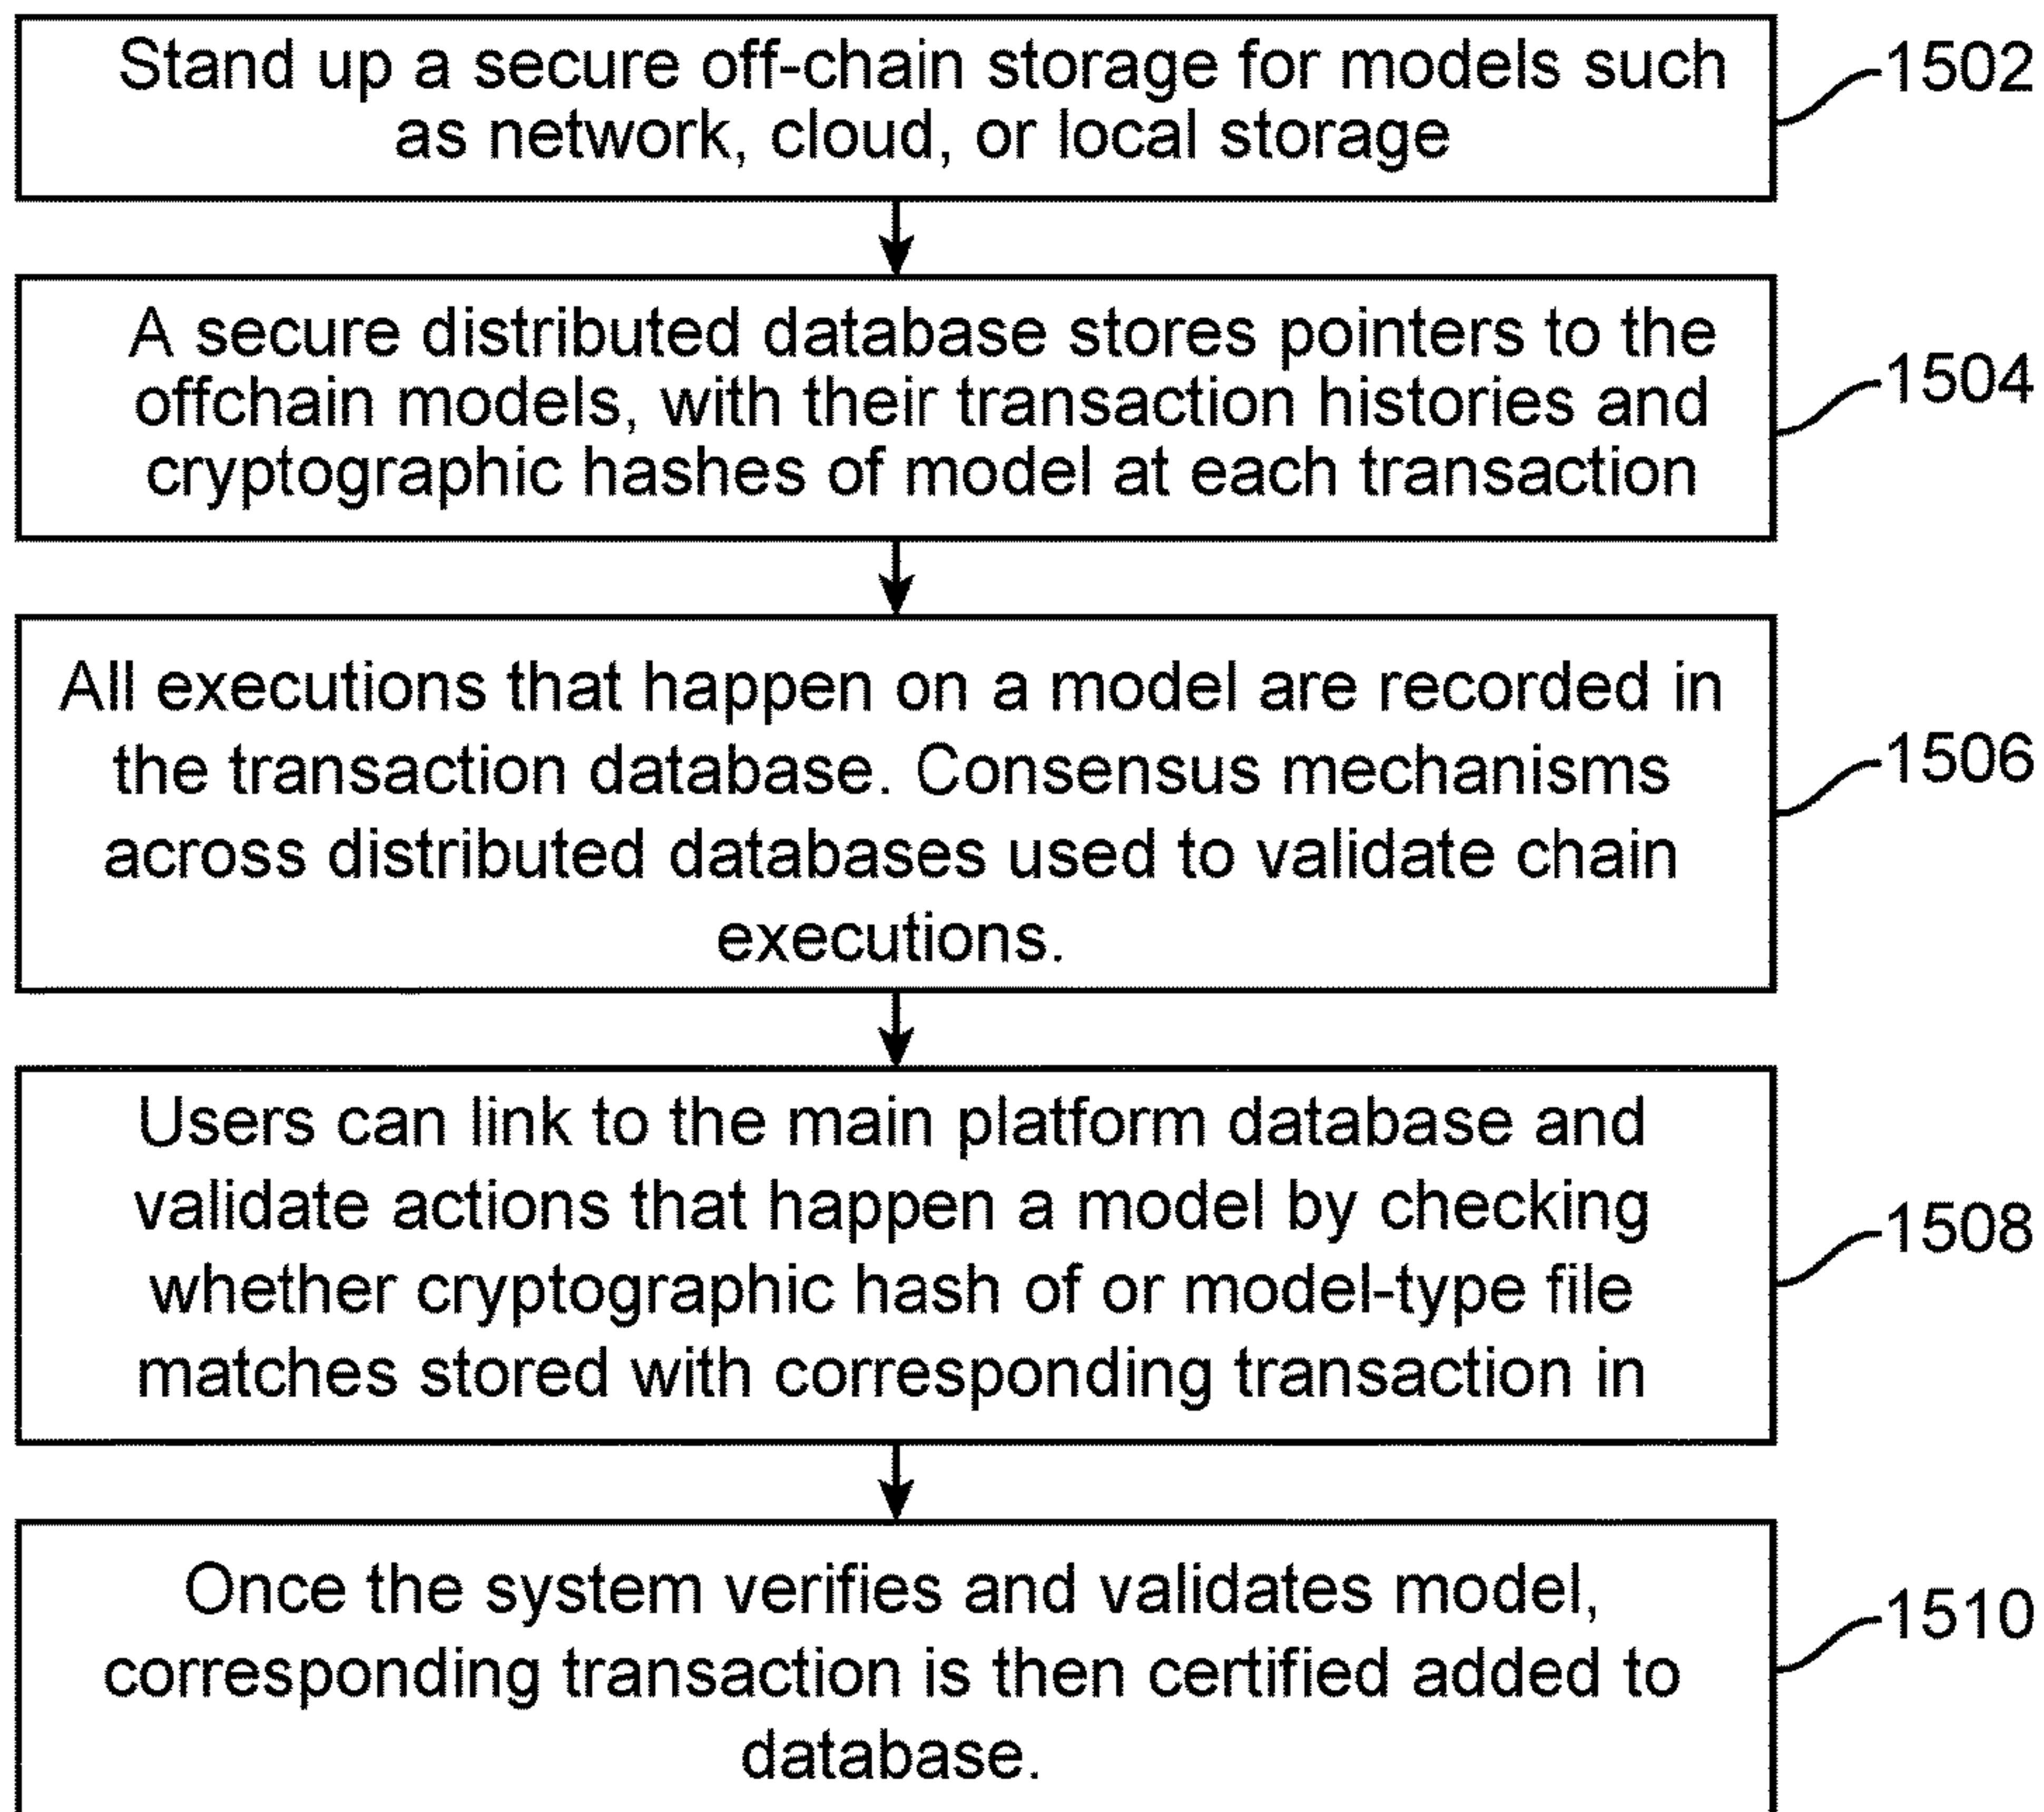 Stand up a secure off-chain storage for models such
as network, cloud, or local storage
1502
A secure distributed database stores pointers to the
offchain models, with their transaction histories and
cryptographic hashes of model at each transaction
1504
All executions that happen on a model are recorded in
the transaction database. Consensus mechanisms
across distributed databases used to validate chain
executions.
1506
Users can link to the main platform database and
validate actions that happen a model by checking
whether cryptographic hash of or model-type file
matches stored with corresponding transaction in
1508
Once the system verifies and validates model,
corresponding transaction is then certified added to
database.
1510